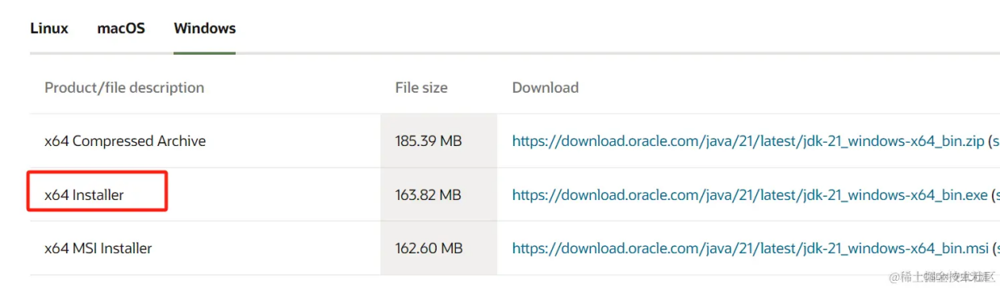 Linux macOS Windows
Product/file description File size Download
x64 Compressed Archive 185.39 MB https://download.oracle.com/java/21/latest/jdk-21_windows-x64_bin.zip (s
x64 Installer 163.82 MB https://download.oracle.com/java/21/latest/jdk-21_windows-x64_bin.exe (s
x64 MSI Installer 162.60 MB https://download.oracle.com/java/21/latest/jdk-21_windows-x64_bin.msi (s
@稀土掘金技术社区